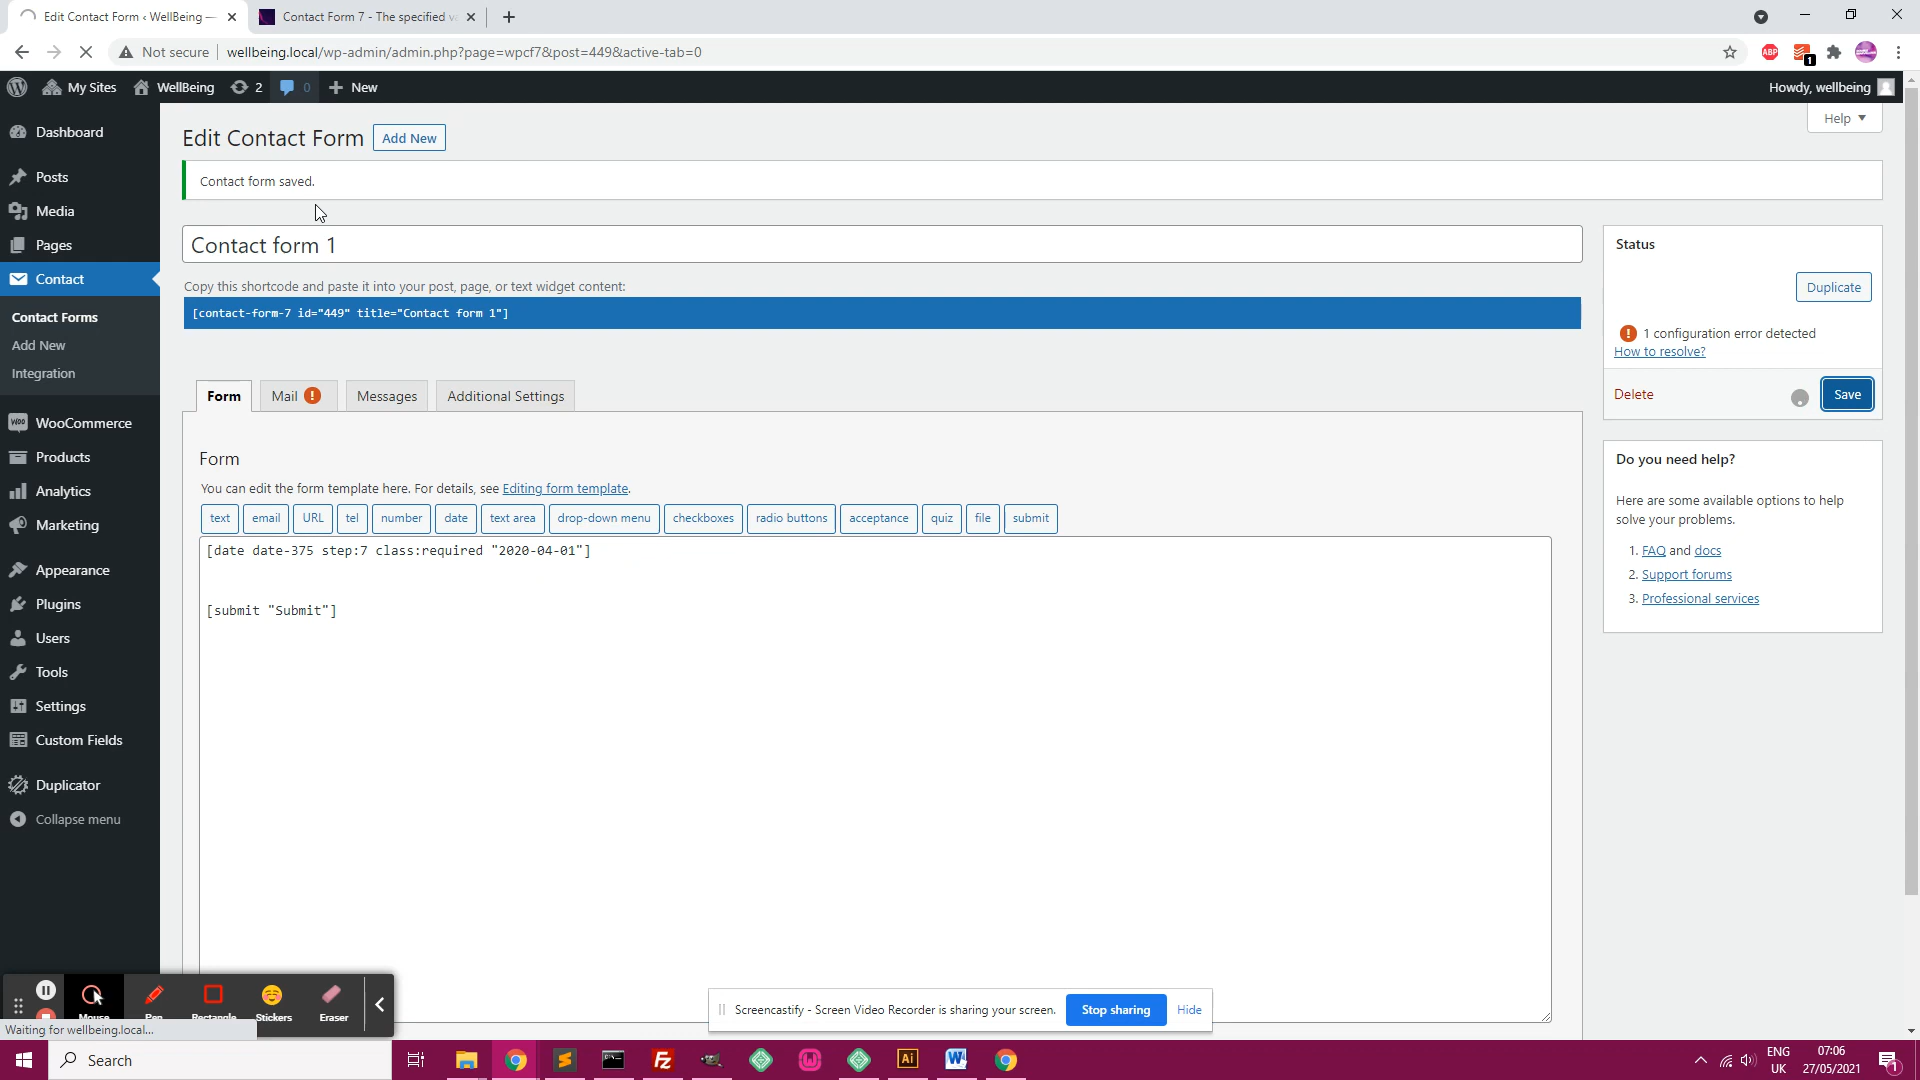 Edit Contact Form ‹ WellBeing —
Contact Form 7 - The specified v
Not secure
wellbeing.local/wp-admin/admin.php?page=wpcf7&post=449&active-tab=0
ABP
1
My Sites
WellBeing
2
0
New
Howdy, wellbeing
Dashboard
Posts
Media
Pages
Contact
Contact Forms
Add New
Integration
WooCommerce
Products
Analytics
Marketing
Appearance
Plugins
Users
Tools
Settings
Custom Fields
Duplicator
Collapse menu
Help
Edit Contact Form
Add New
Contact form saved.
Contact form 1
Copy this shortcode and paste it into your post, page, or text widget content:
[contact-form-7 id="449" title="Contact form 1"]
Form
Mail !
Messages
Additional Settings
Form
You can edit the form template here. For details, see Editing form template.
text
email
URL
tel
number
date
text area
drop-down menu
checkboxes
radio buttons
acceptance
quiz
file
submit
[date date-375 step:7 class:required "2020-04-01"]
[submit "Submit"]
Status
Duplicate
! 1 configuration error detected
How to resolve?
Delete
Save
Do you need help?
Here are some available options to help
solve your problems.
1. FAQ and docs
2. Support forums
3. Professional services
Mouse
Pen
Rectangle
Stickers
Eraser
Waiting for wellbeing.local...
Screencastify - Screen Video Recorder is sharing your screen.
Stop sharing
Hide
Search
Fz
Ai
W
ENG
UK
07:06
27/05/2021
1